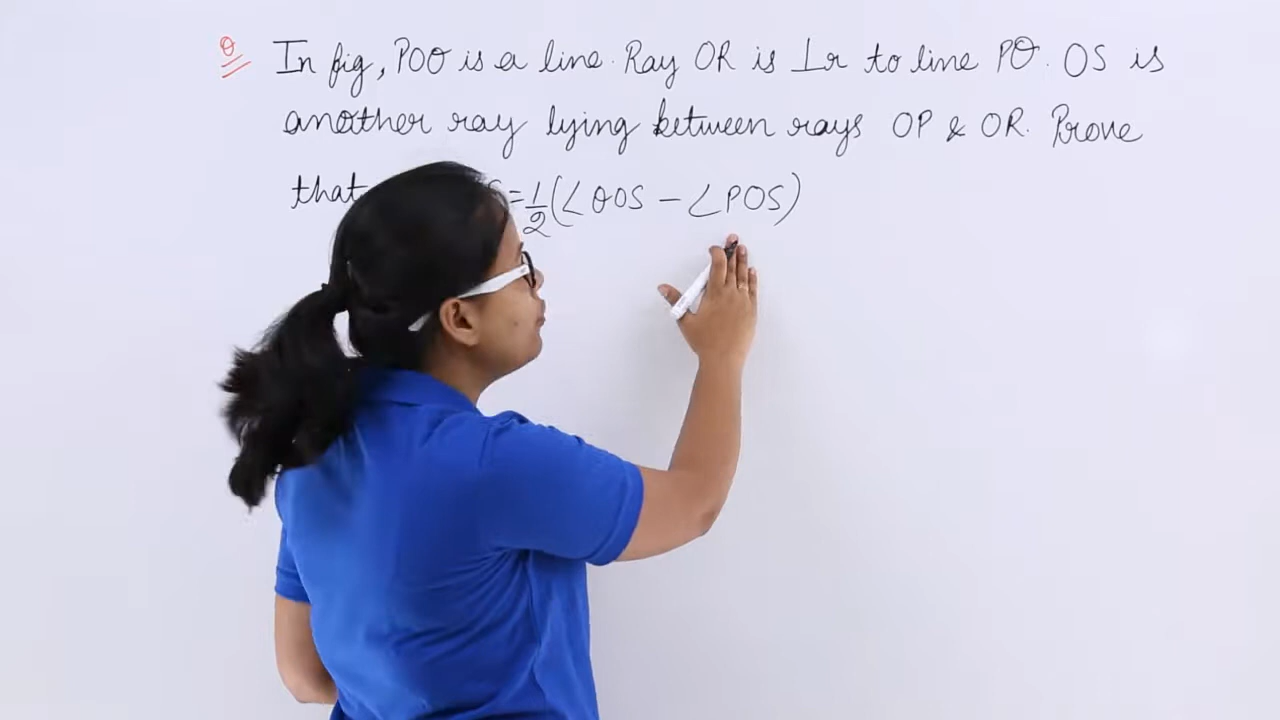 Q In fig, POQ is a line. Ray OR is ⊥r to line PQ. OS is
another ray lying between rays OP & OR. Prove
that = 1/2 (∠QOS - ∠POS)